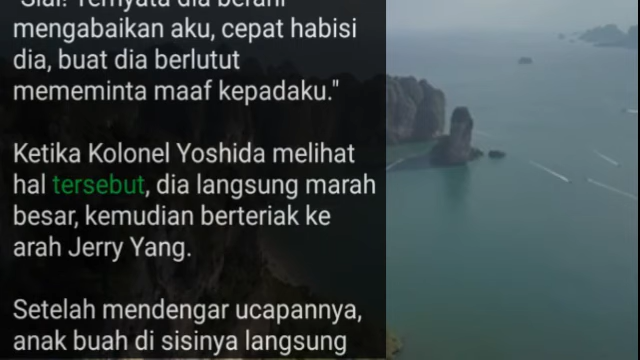 "Sial! Ternyata dia berani
mengabaikan aku, cepat habisi
dia, buat dia berlutut
mememinta maaf kepadaku."
Ketika Kolonel Yoshida melihat
hal tersebut, dia langsung marah
besar, kemudian berteriak ke
arah Jerry Yang.
Setelah mendengar ucapannya,
anak buah di sisinya langsung